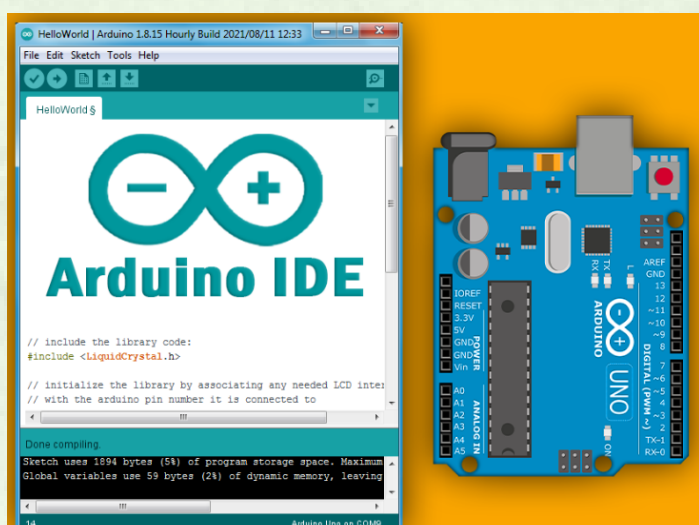 HelloWorld | Arduino 1.8.15 Hourly Build 2021/08/11 12:33
File Edit Sketch Tools Help
HelloWorld §
Arduino IDE
// include the library code:
#include <LiquidCrystal.h>
// initialize the library by associating any needed LCD inter
// with the arduino pin number it is connected to
Done compiling.
Sketch uses 1894 bytes (5%) of program storage space. Maximum
Global variables use 59 bytes (2%) of dynamic memory, leaving
14
Arduino Uno on COM9
IOREF
RESET
3.3V
5V
GND
GND
Vin
POWER
A0
A1
A2
A3
A4
A5
ANALOG IN
RX
TX
L
ARDUINO
UNO
ON
AREF
GND
13
12
~11
~10
~9
8
7
~6
~5
4
~3
2
TX-1
RX-0
DIGITAL (PWM ~)